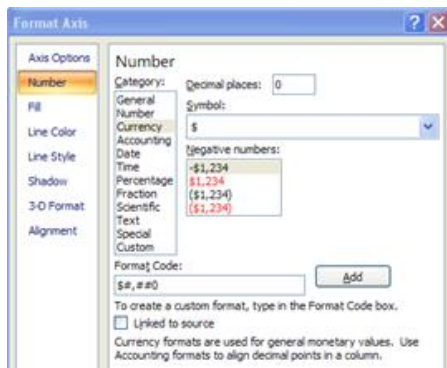 Format Axis
Axis Options
Number
Fill
Line Color
Line Style
Shadow
3-D Format
Alignment
Number
Category:
General
Number
Currency
Accounting
Date
Time
Percentage
Fraction
Scientific
Text
Special
Custom
Decimal places: 0
Symbol:
$
Negative numbers:
-$1,234
$1,234
($1,234)
($1,234)
Format Code:
$#,##0
Add
To create a custom format, type in the Format Code box.
Linked to source
Currency formats are used for general monetary values. Use
Accounting formats to align decimal points in a column.